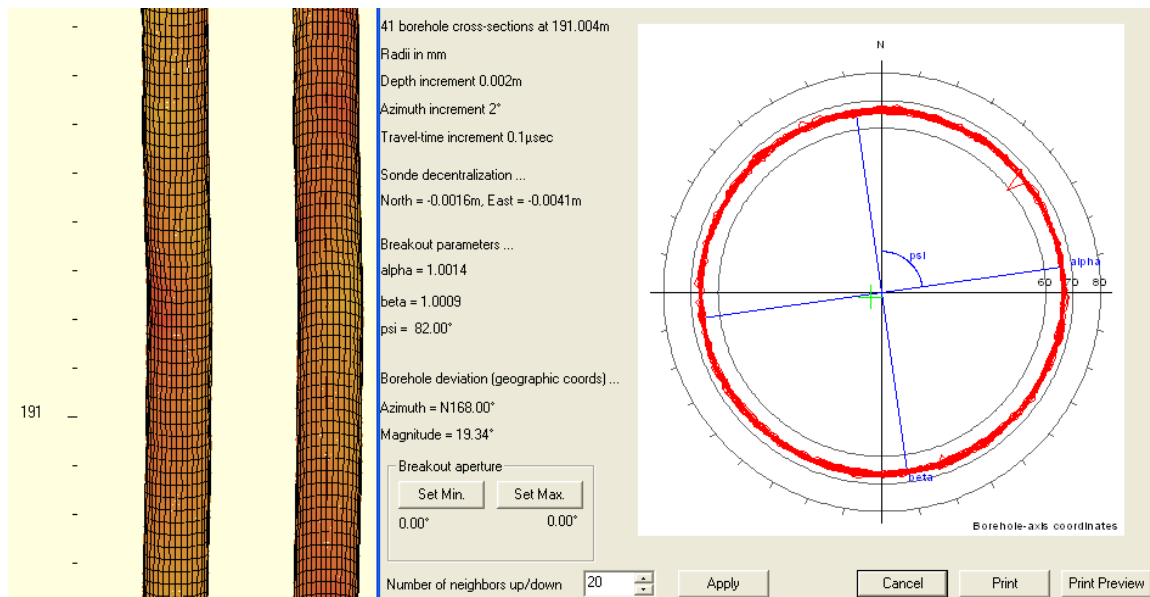 191
41 borehole cross-sections at 191.004m
Radii in mm
Depth increment 0.002m
Azimuth increment 2°
Travel-time increment 0.1µsec
Sonde decentralization ...
North = -0.0016m, East = -0.0041m
Breakout parameters ...
alpha = 1.0014
beta = 1.0009
psi = 82.00°
Borehole deviation (geographic coords) ...
Azimuth = N168.00°
Magnitude = 19.34°
Breakout aperture
Set Min. Set Max.
0.00° 0.00°
N
psi
alpha
60 70 80
beta
Borehole-axis coordinates
Number of neighbors up/down 20 Apply Cancel Print Print Preview